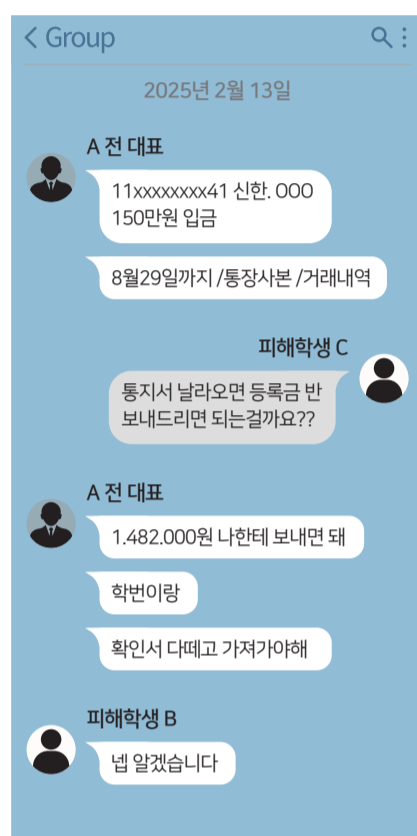 < Group
2025년 2월 13일
A 전 대표
11xxxxxxxx41 신한. OOO
150만원 입금
8월29일까지 /통장사본 /거래내역
피해학생 C
통지서 날라오면 등록금 반
보내드리면 되는걸까요??
A 전 대표
1.482.000원 나한테 보내면 돼
학번이랑
확인서 다떼고 가져가야해
피해학생 B
넵 알겠습니다